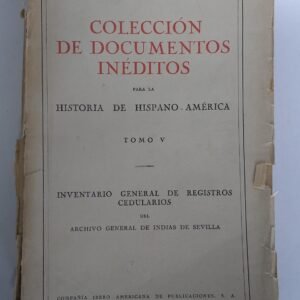 COLECCIÓN
DE DOCUMENTOS
INÉDITOS
PARA LA
HISTORIA DE HISPANO-AMÉRICA
TOMO V
INVENTARIO GENERAL DE REGISTROS
CEDULARIOS
DEL
ARCHIVO GENERAL DE INDIAS DE SEVILLA
COMPAÑÍA IBERO AMERICANA DE PUBLICACIONES, S. A.